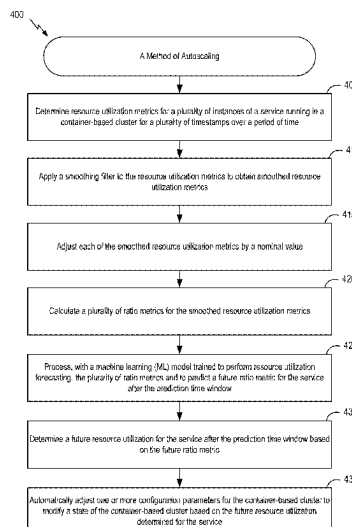 400
A Method of Autoscaling
40
Determine resource utilization metrics for a plurality of instances of a service running in a
container-based cluster for a plurality of timestamps over a period of time
41
Apply a smoothing filter to the resource utilization metrics to obtain smoothed resource
utilization metrics
41
Adjust each of the smoothed resource utilization metrics by a nominal value
42
Calculate a plurality of ratio metrics for the smoothed resource utilization metrics
42
Process, with a machine learning (ML) model trained to perform resource utilization
forecasting, the plurality of ratio metrics and to predict a future ratio metric for the service
after the prediction time window
43
Determine a future resource utilization for the service after the prediction time window based
on the future ratio metric
43
Automatically adjust one or more configuration parameters for the container-based cluster to
modify a state of the container-based cluster based on the future resource utilization
determined for the service